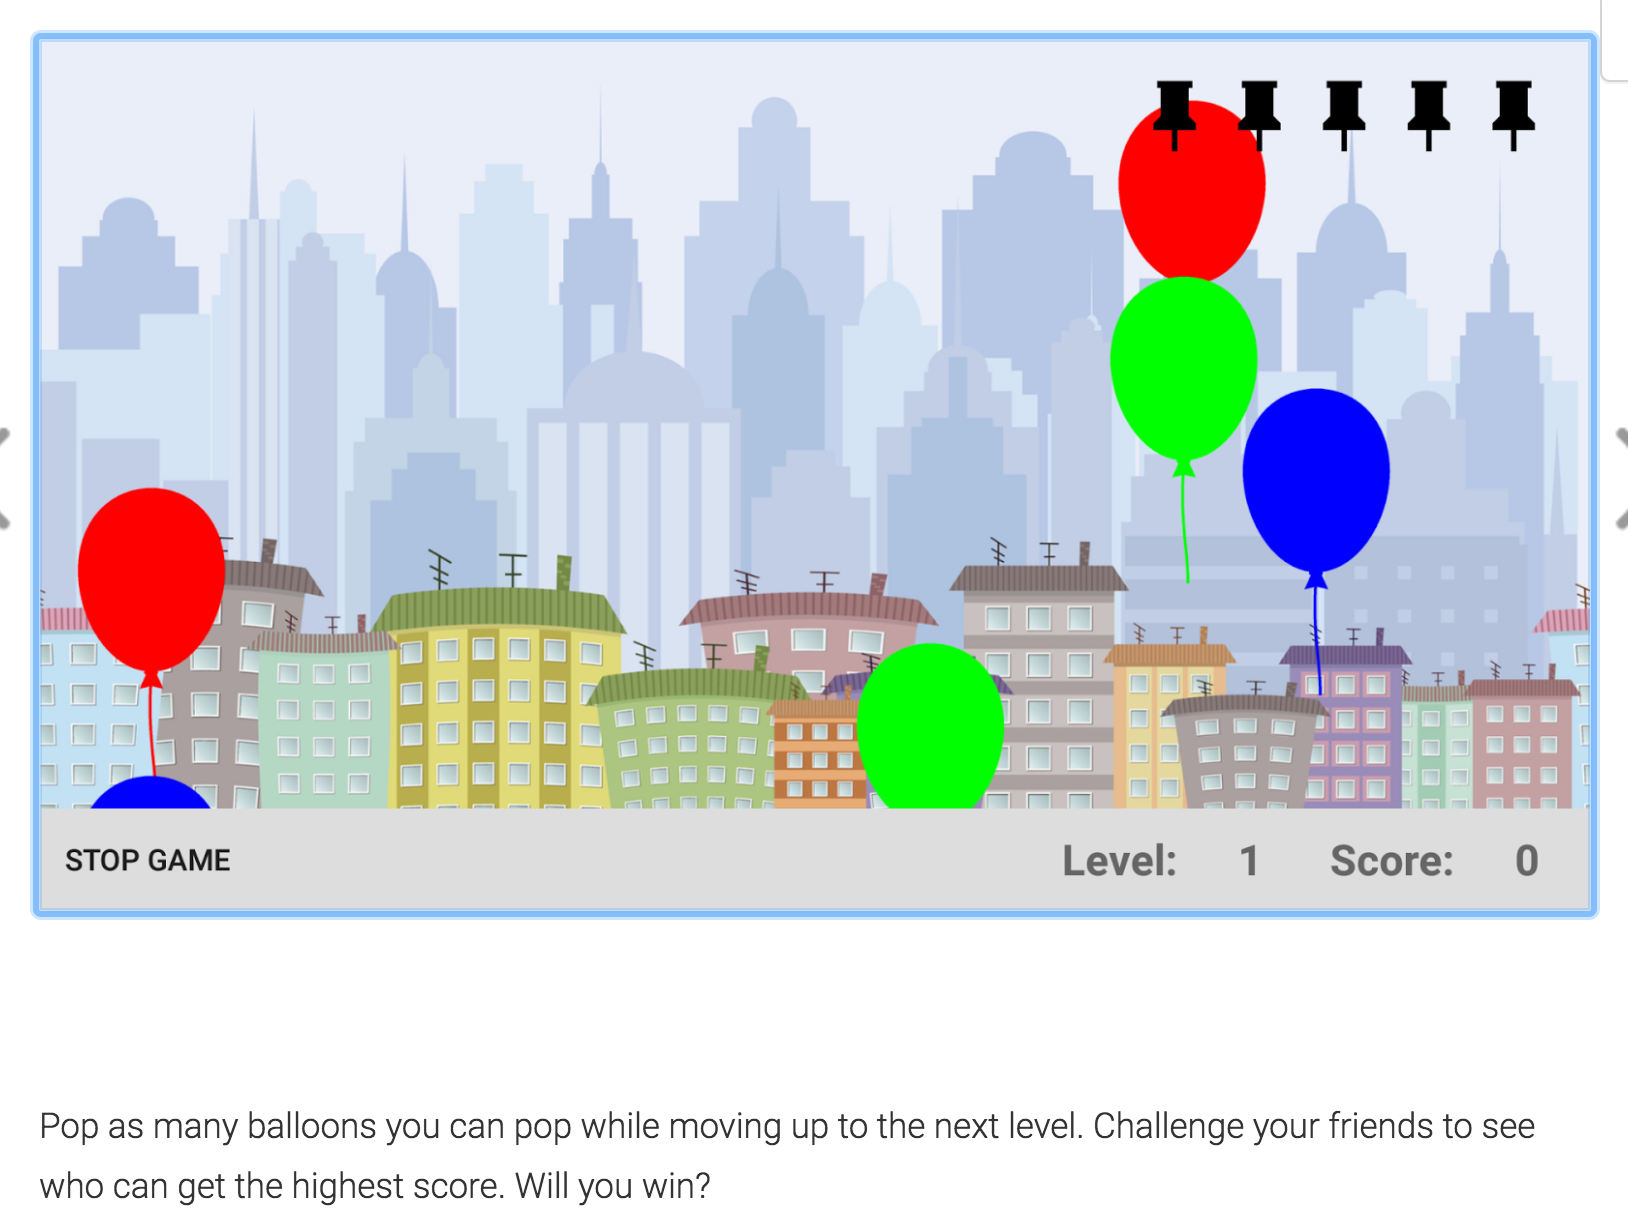 STOP GAME Level: 1 Score: 0
Pop as many balloons you can pop while moving up to the next level. Challenge your friends to see
who can get the highest score. Will you win?